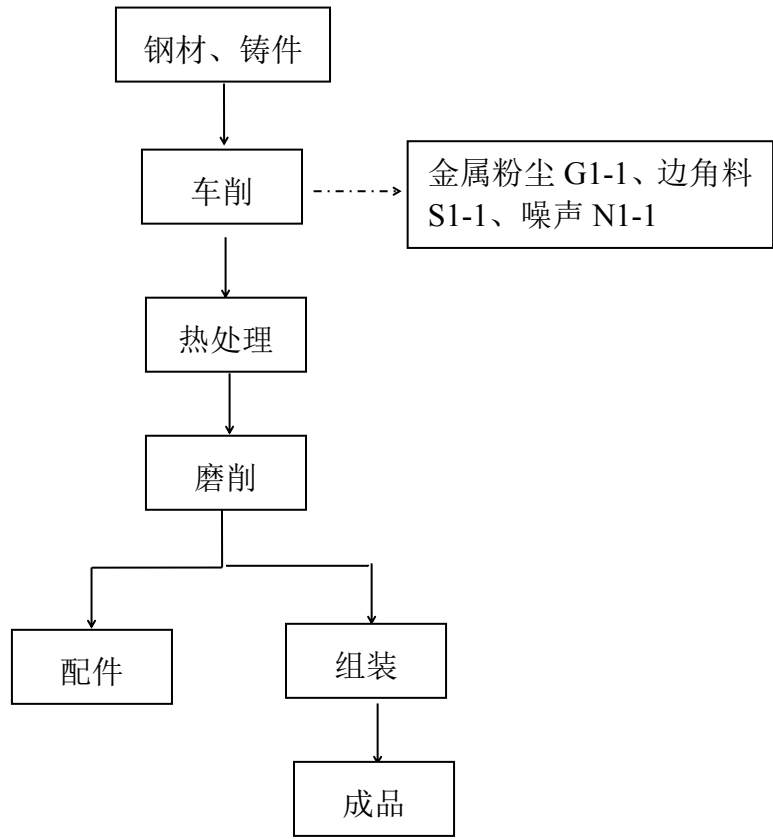 钢材、铸件
车削
金属粉尘 G1-1、边角料
S1-1、噪声 N1-1
热处理
磨削
配件
组装
成品